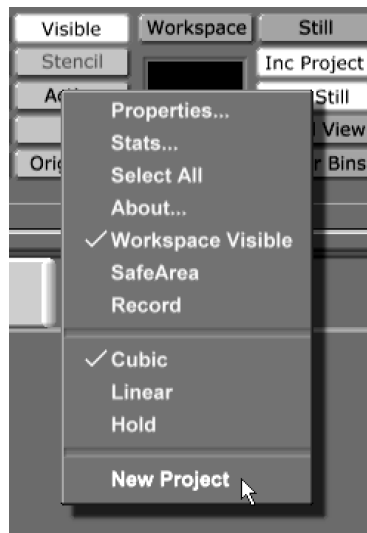 Visible Workspace Still
Stencil Inc Project
Still
View
Bins
Properties...
Stats...
Select All
About...
Workspace Visible
SafeArea
Record
Cubic
Linear
Hold
New Project